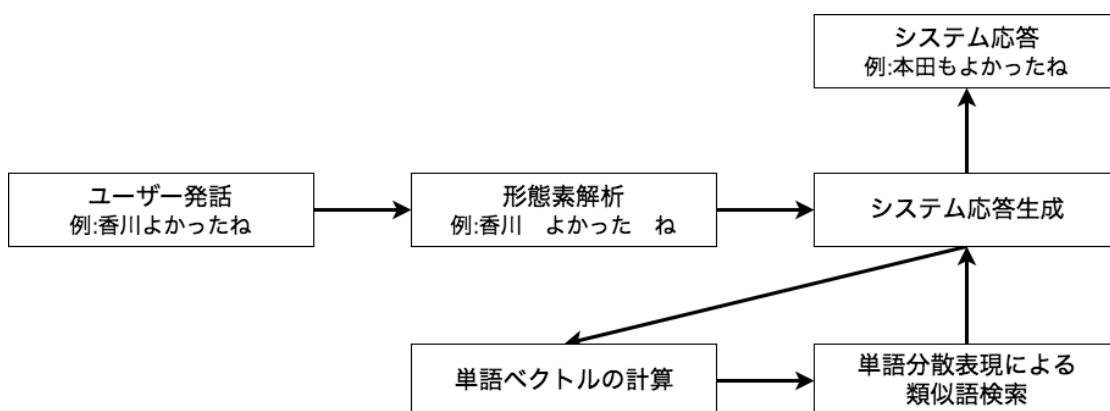 システム応答
例:本田もよかったね
ユーザー発話
例:香川よかったね
形態素解析
例:香川　よかった　ね
システム応答生成
単語ベクトルの計算
単語分散表現による
類似語検索